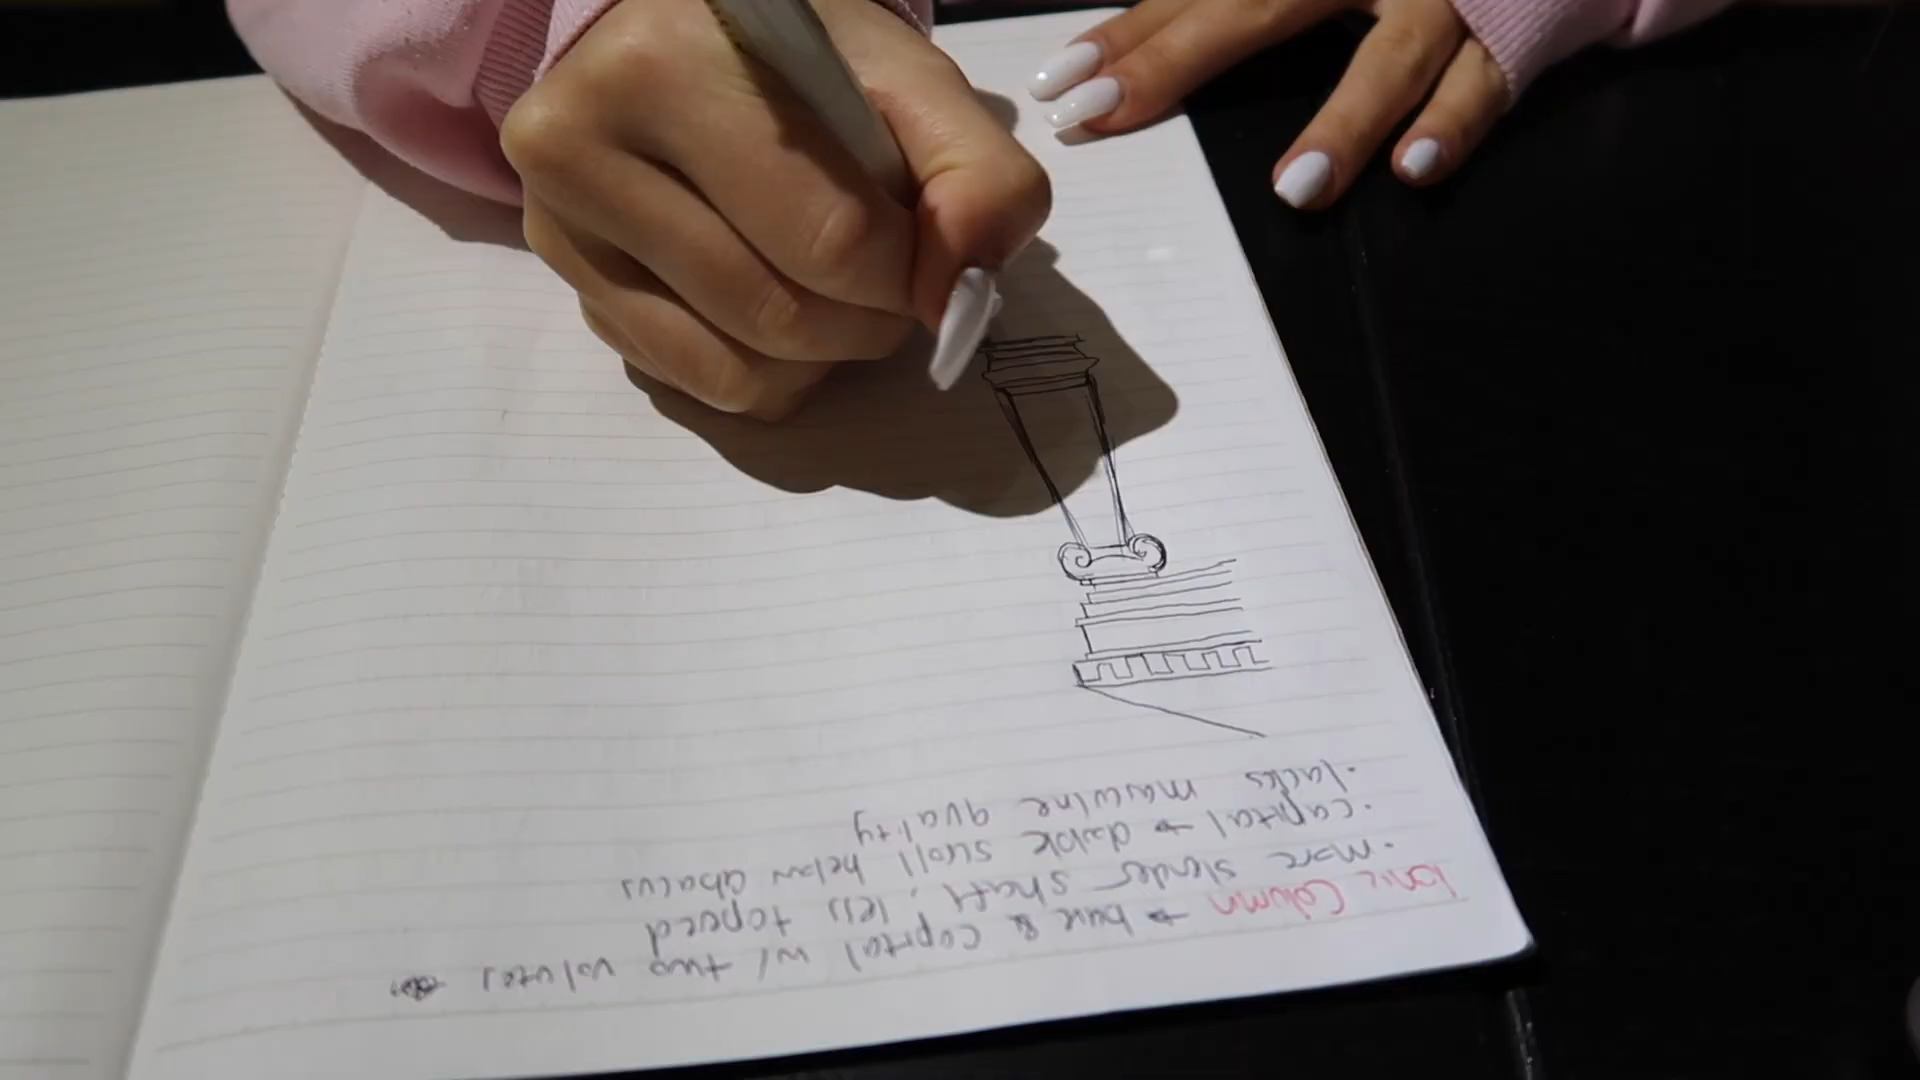 Ionic Column → base & capital w/ two volutes
• more slender shaft, less tapered
• capital → double scroll below abacus
• lacks masculine quality